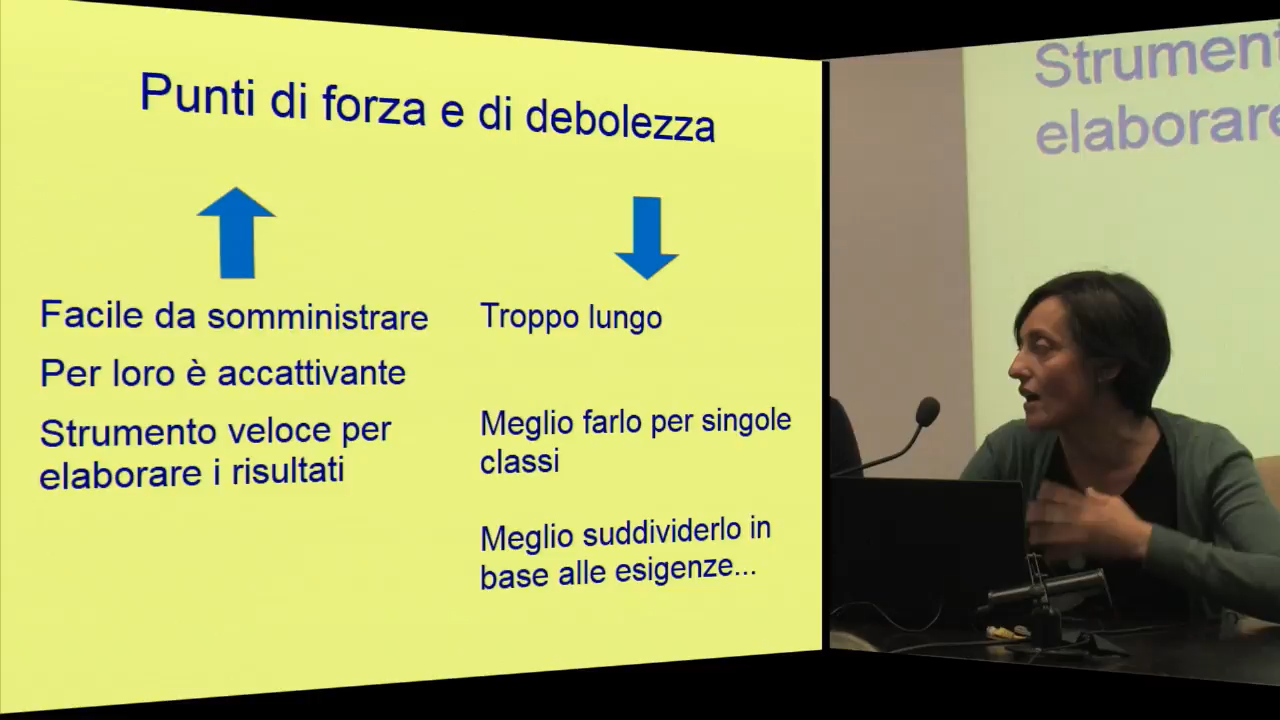 Punti di forza e di debolezza
Facile da somministrare
Per loro è accattivante
Strumento veloce per
elaborare i risultati
Troppo lungo
Meglio farlo per singole
classi
Meglio suddividerlo in
base alle esigenze...
Strument
elaborare